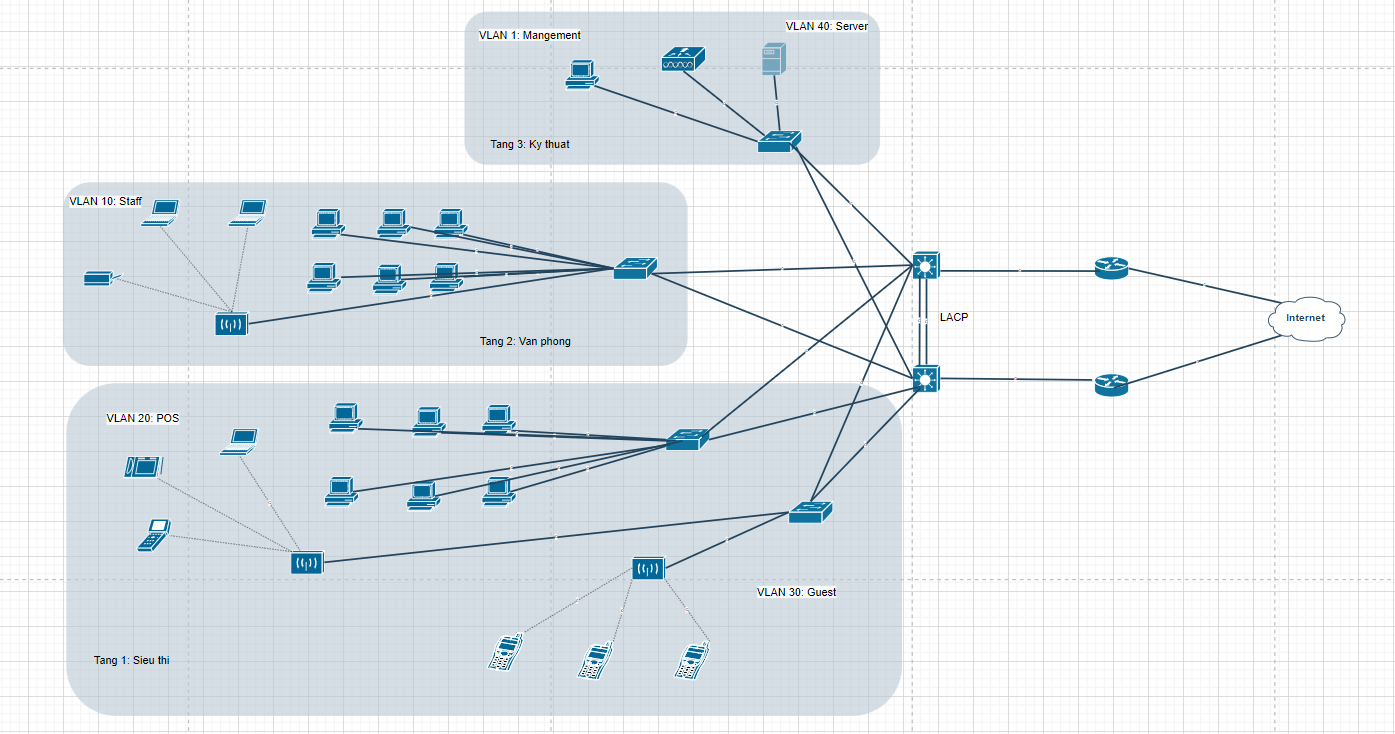 VLAN 40: Server
VLAN 1: Mangement
Tang 3: Ky thuat
VLAN 10: Staff
LACP
Internet
Tang 2: Van phong
VLAN 20: POS
VLAN 30: Guest
Tang 1: Sieu thi